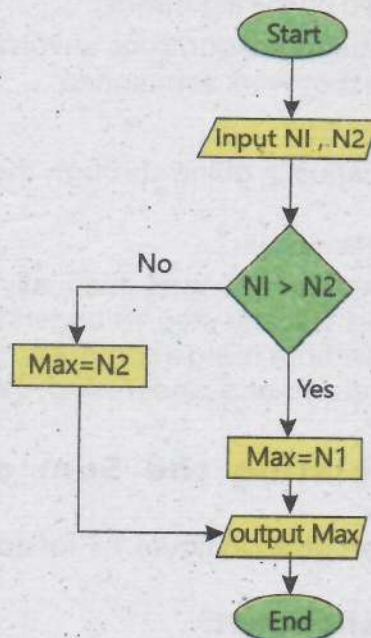 Start
Input NI , N2
NI > N2
No
Yes
Max=N2
Max=N1
output Max
End